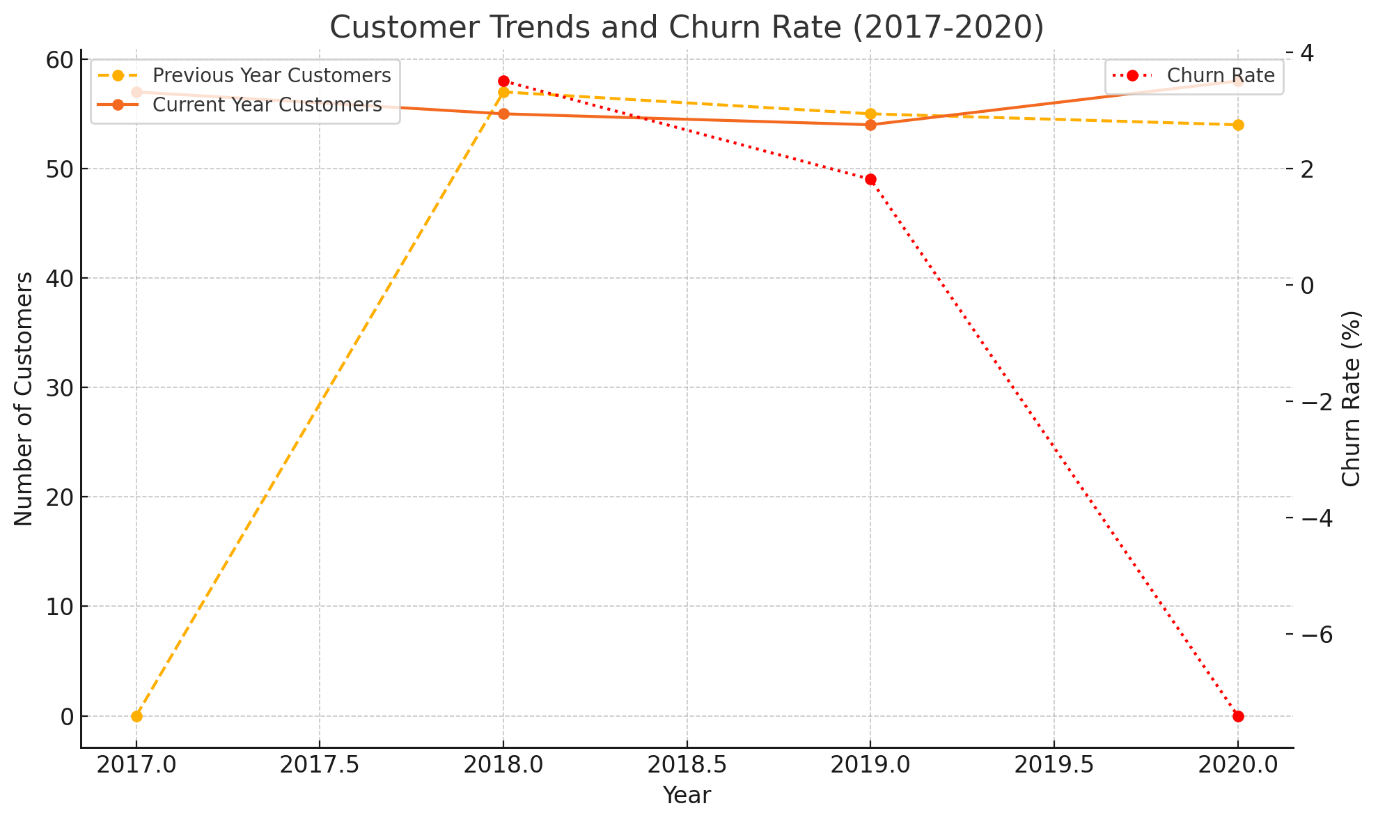 Customer Trends and Churn Rate (2017-2020)
Previous Year Customers
Current Year Customers
Churn Rate
60
50
40
30
20
10
0
Number of Customers
4
2
0
−2
−4
−6
Churn Rate (%)
2017.0 2017.5 2018.0 2018.5 2019.0 2019.5 2020.0
Year